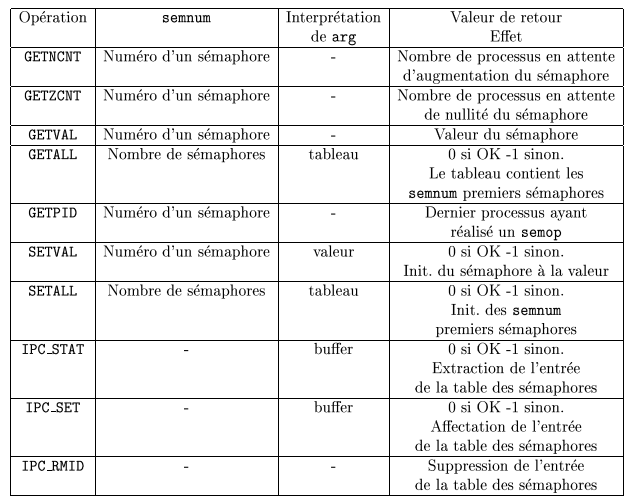 Opération semnum Interprétation Valeur de retour
de arg Effet
GETNCNT Numéro d'un sémaphore - Nombre de processus en attente
d'augmentation du sémaphore
GETZCNT Numéro d'un sémaphore - Nombre de processus en attente
de nullité du sémaphore
GETVAL Numéro d'un sémaphore - Valeur du sémaphore
GETALL Nombre de sémaphores tableau 0 si OK -1 sinon.
Le tableau contient les
semnum premiers sémaphores
GETPID Numéro d'un sémaphore - Dernier processus ayant
réalisé un semop
SETVAL Numéro d'un sémaphore valeur 0 si OK -1 sinon.
Init. du sémaphore à la valeur
SETALL Nombre de sémaphores tableau 0 si OK -1 sinon.
Init. des semnum
premiers sémaphores
IPC_STAT - buffer 0 si OK -1 sinon.
Extraction de l'entrée
de la table des sémaphores
IPC_SET - buffer 0 si OK -1 sinon.
Affectation de l'entrée
de la table des sémaphores
IPC_RMID - - Suppression de l'entrée
de la table des sémaphores